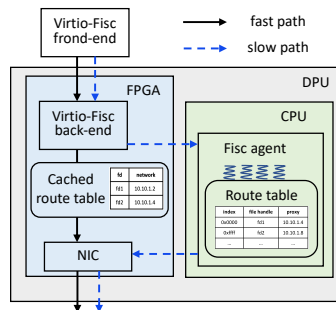 Virtio-Fisc
frond-end
fast path
slow path
DPU
FPGA
Virtio-Fisc
back-end
Cached
route table
fd network
fd1 10.10.1.2
fd2 10.10.1.4
NIC
CPU
Fisc agent
Route table
index file handle proxy
0x0000 fd1 10.10.1.4
0xffff fd2 10.10.1.8
... ... ...